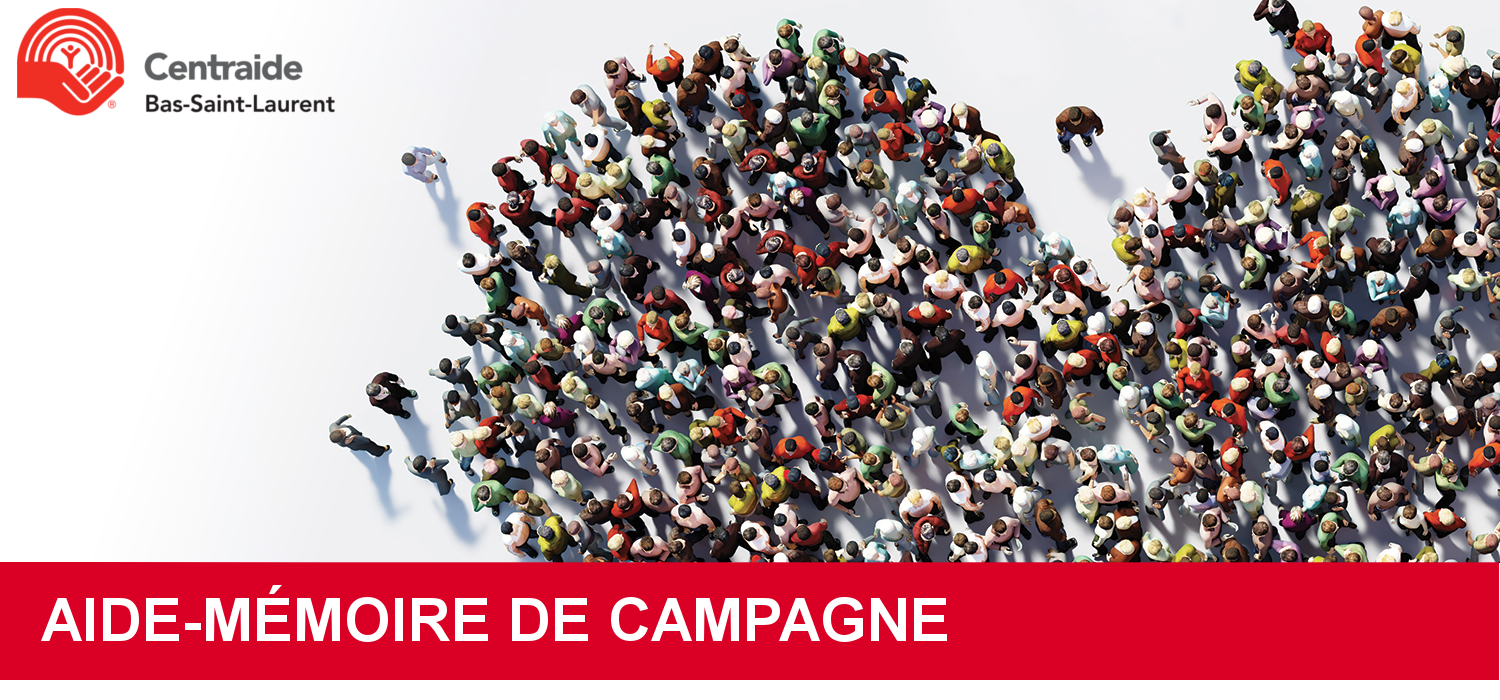 Centraide
Bas-Saint-Laurent
®
AIDE-MÉMOIRE DE CAMPAGNE